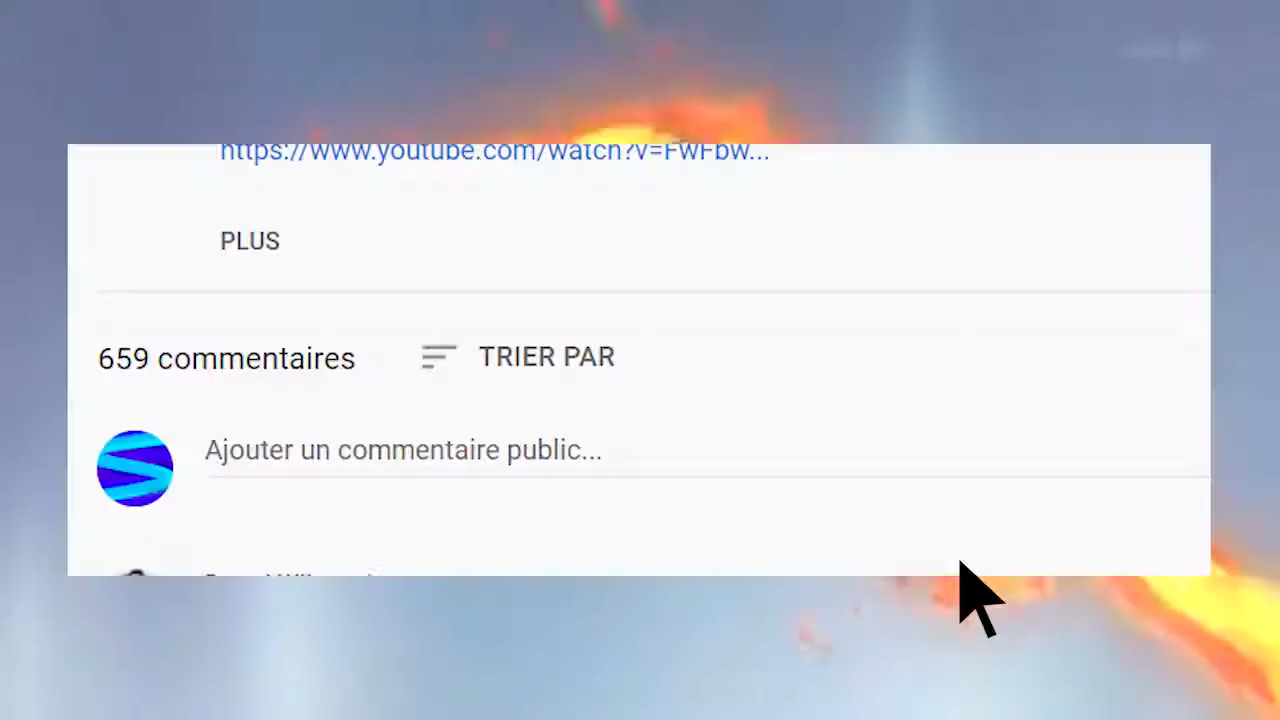 https://www.youtube.com/watch?v=FwFbw...
PLUS
659 commentaires
TRIER PAR
Ajouter un commentaire public...